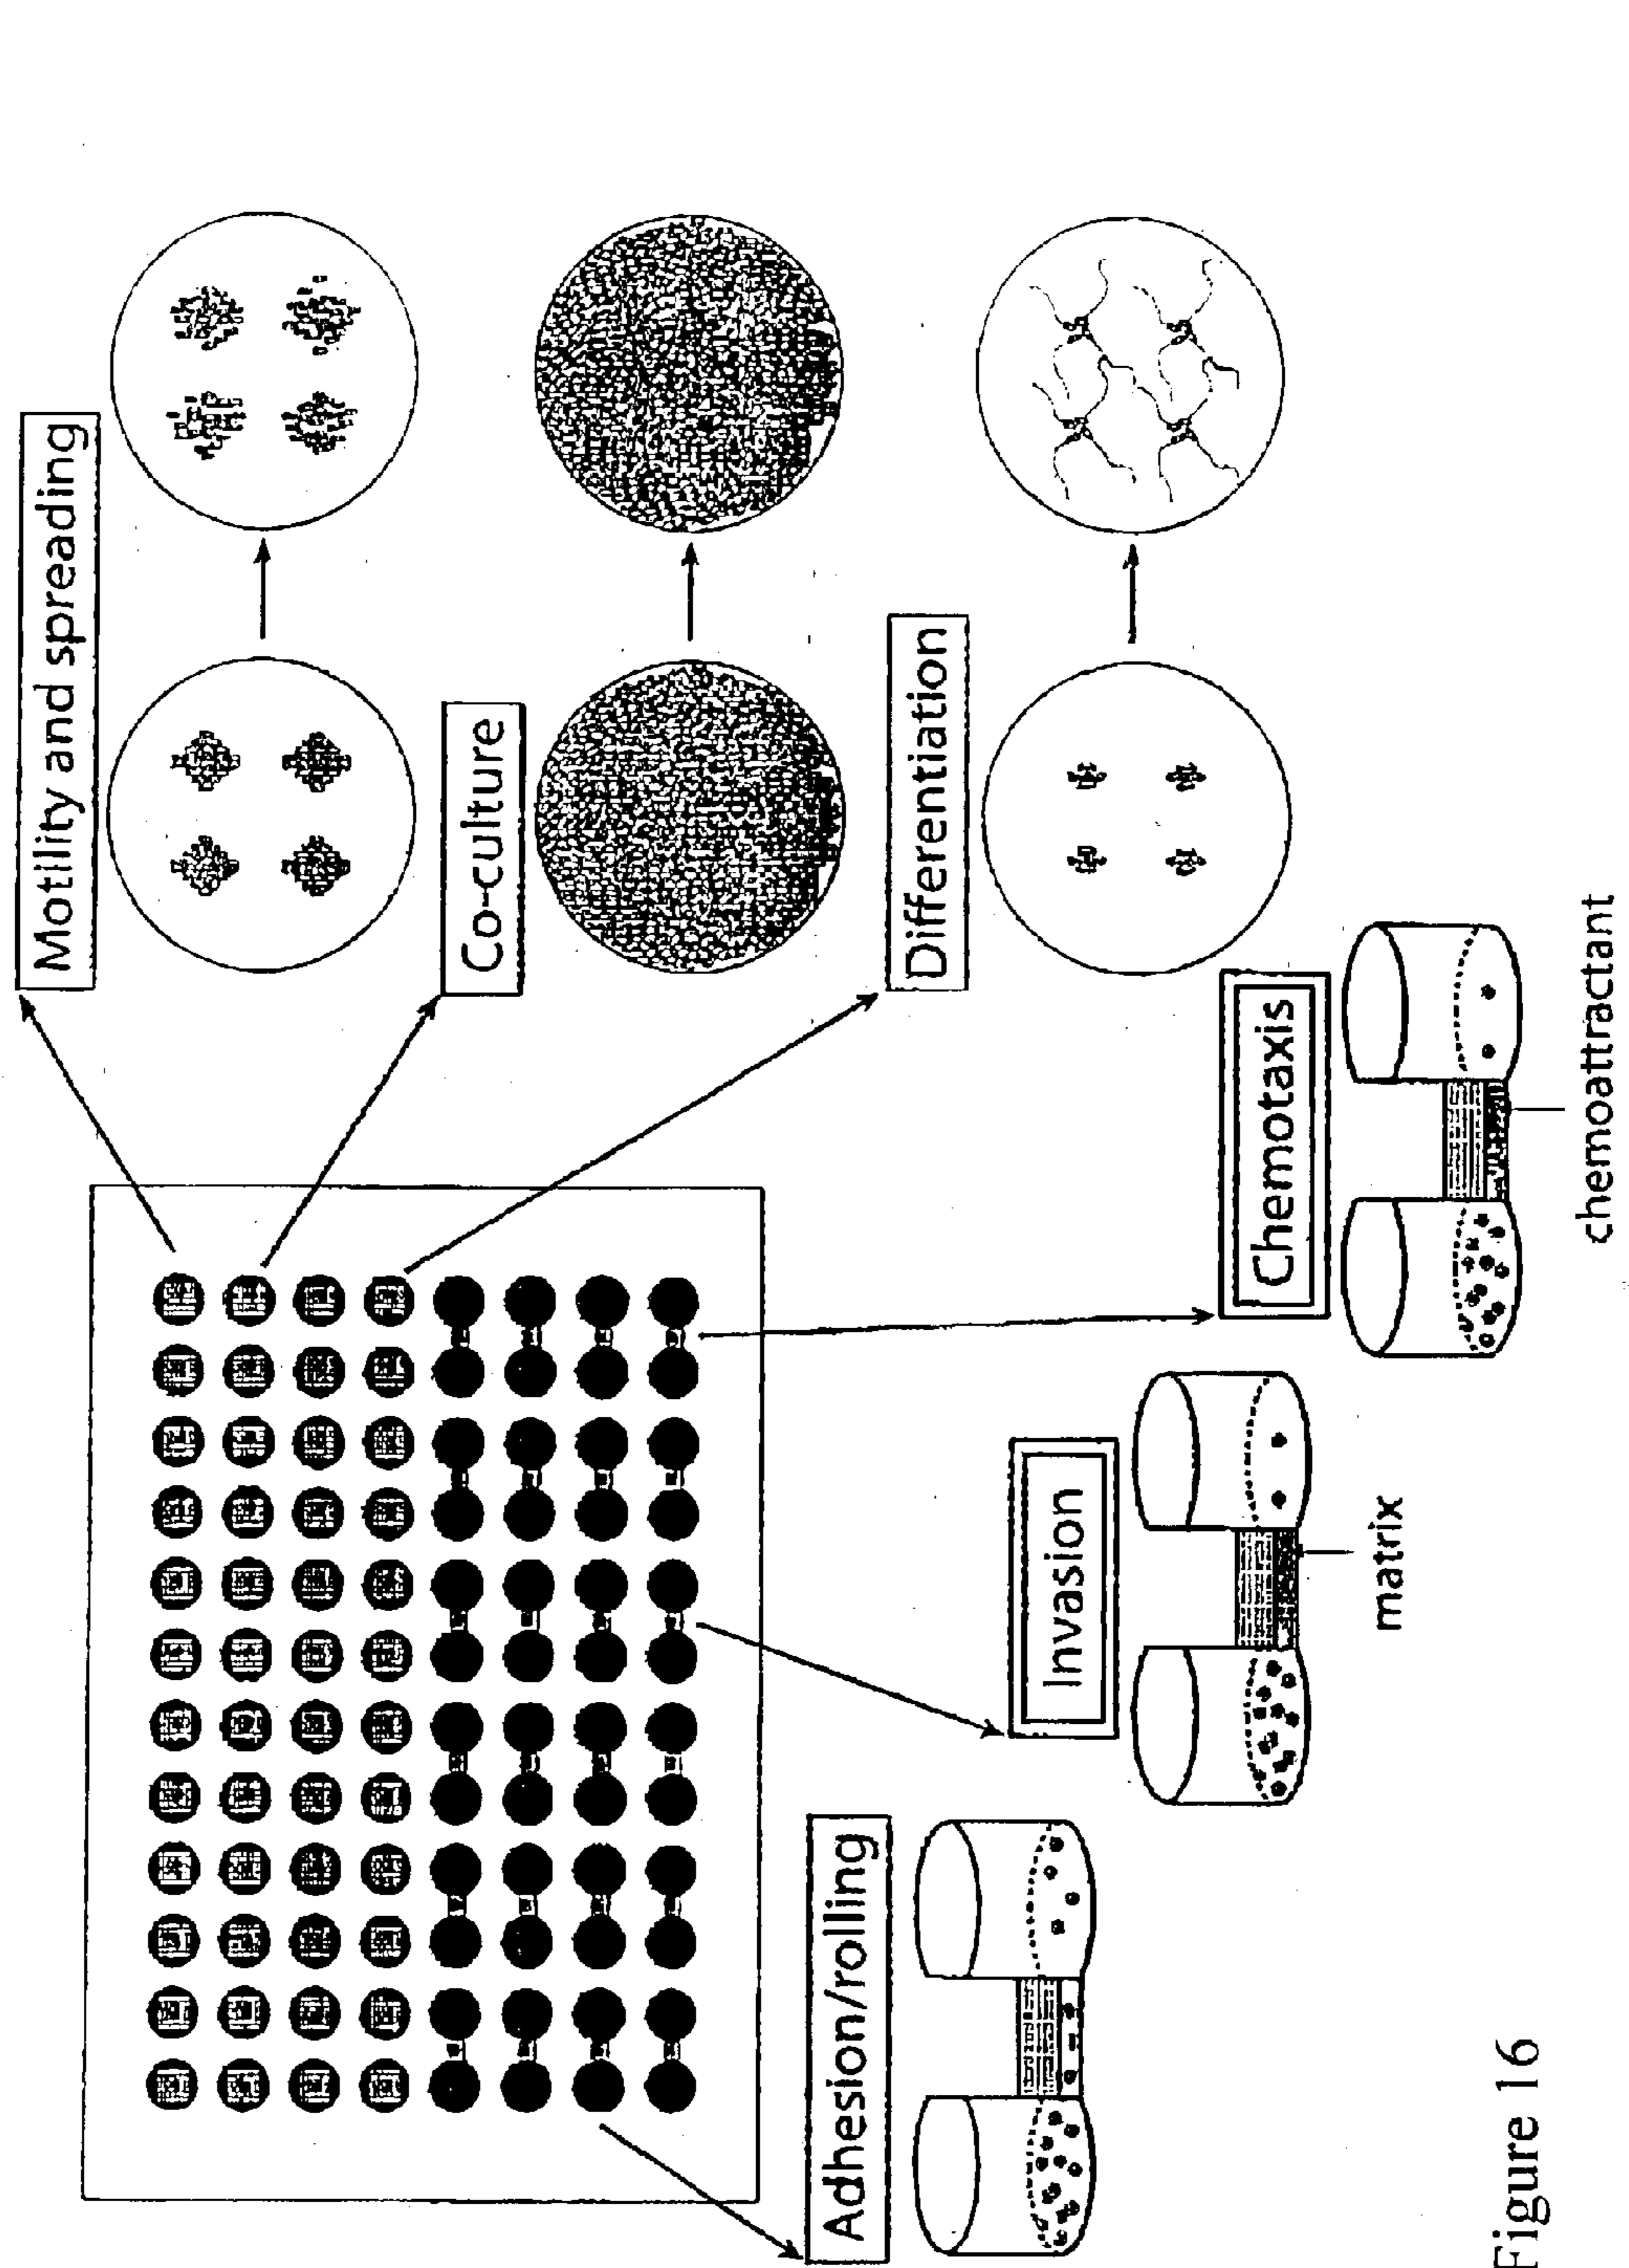 Motility and spreading
Co-culture
Differentiation
Adhesion/rolling
Invasion
matrix
Chemotaxis
chemoattractant
Figure 16